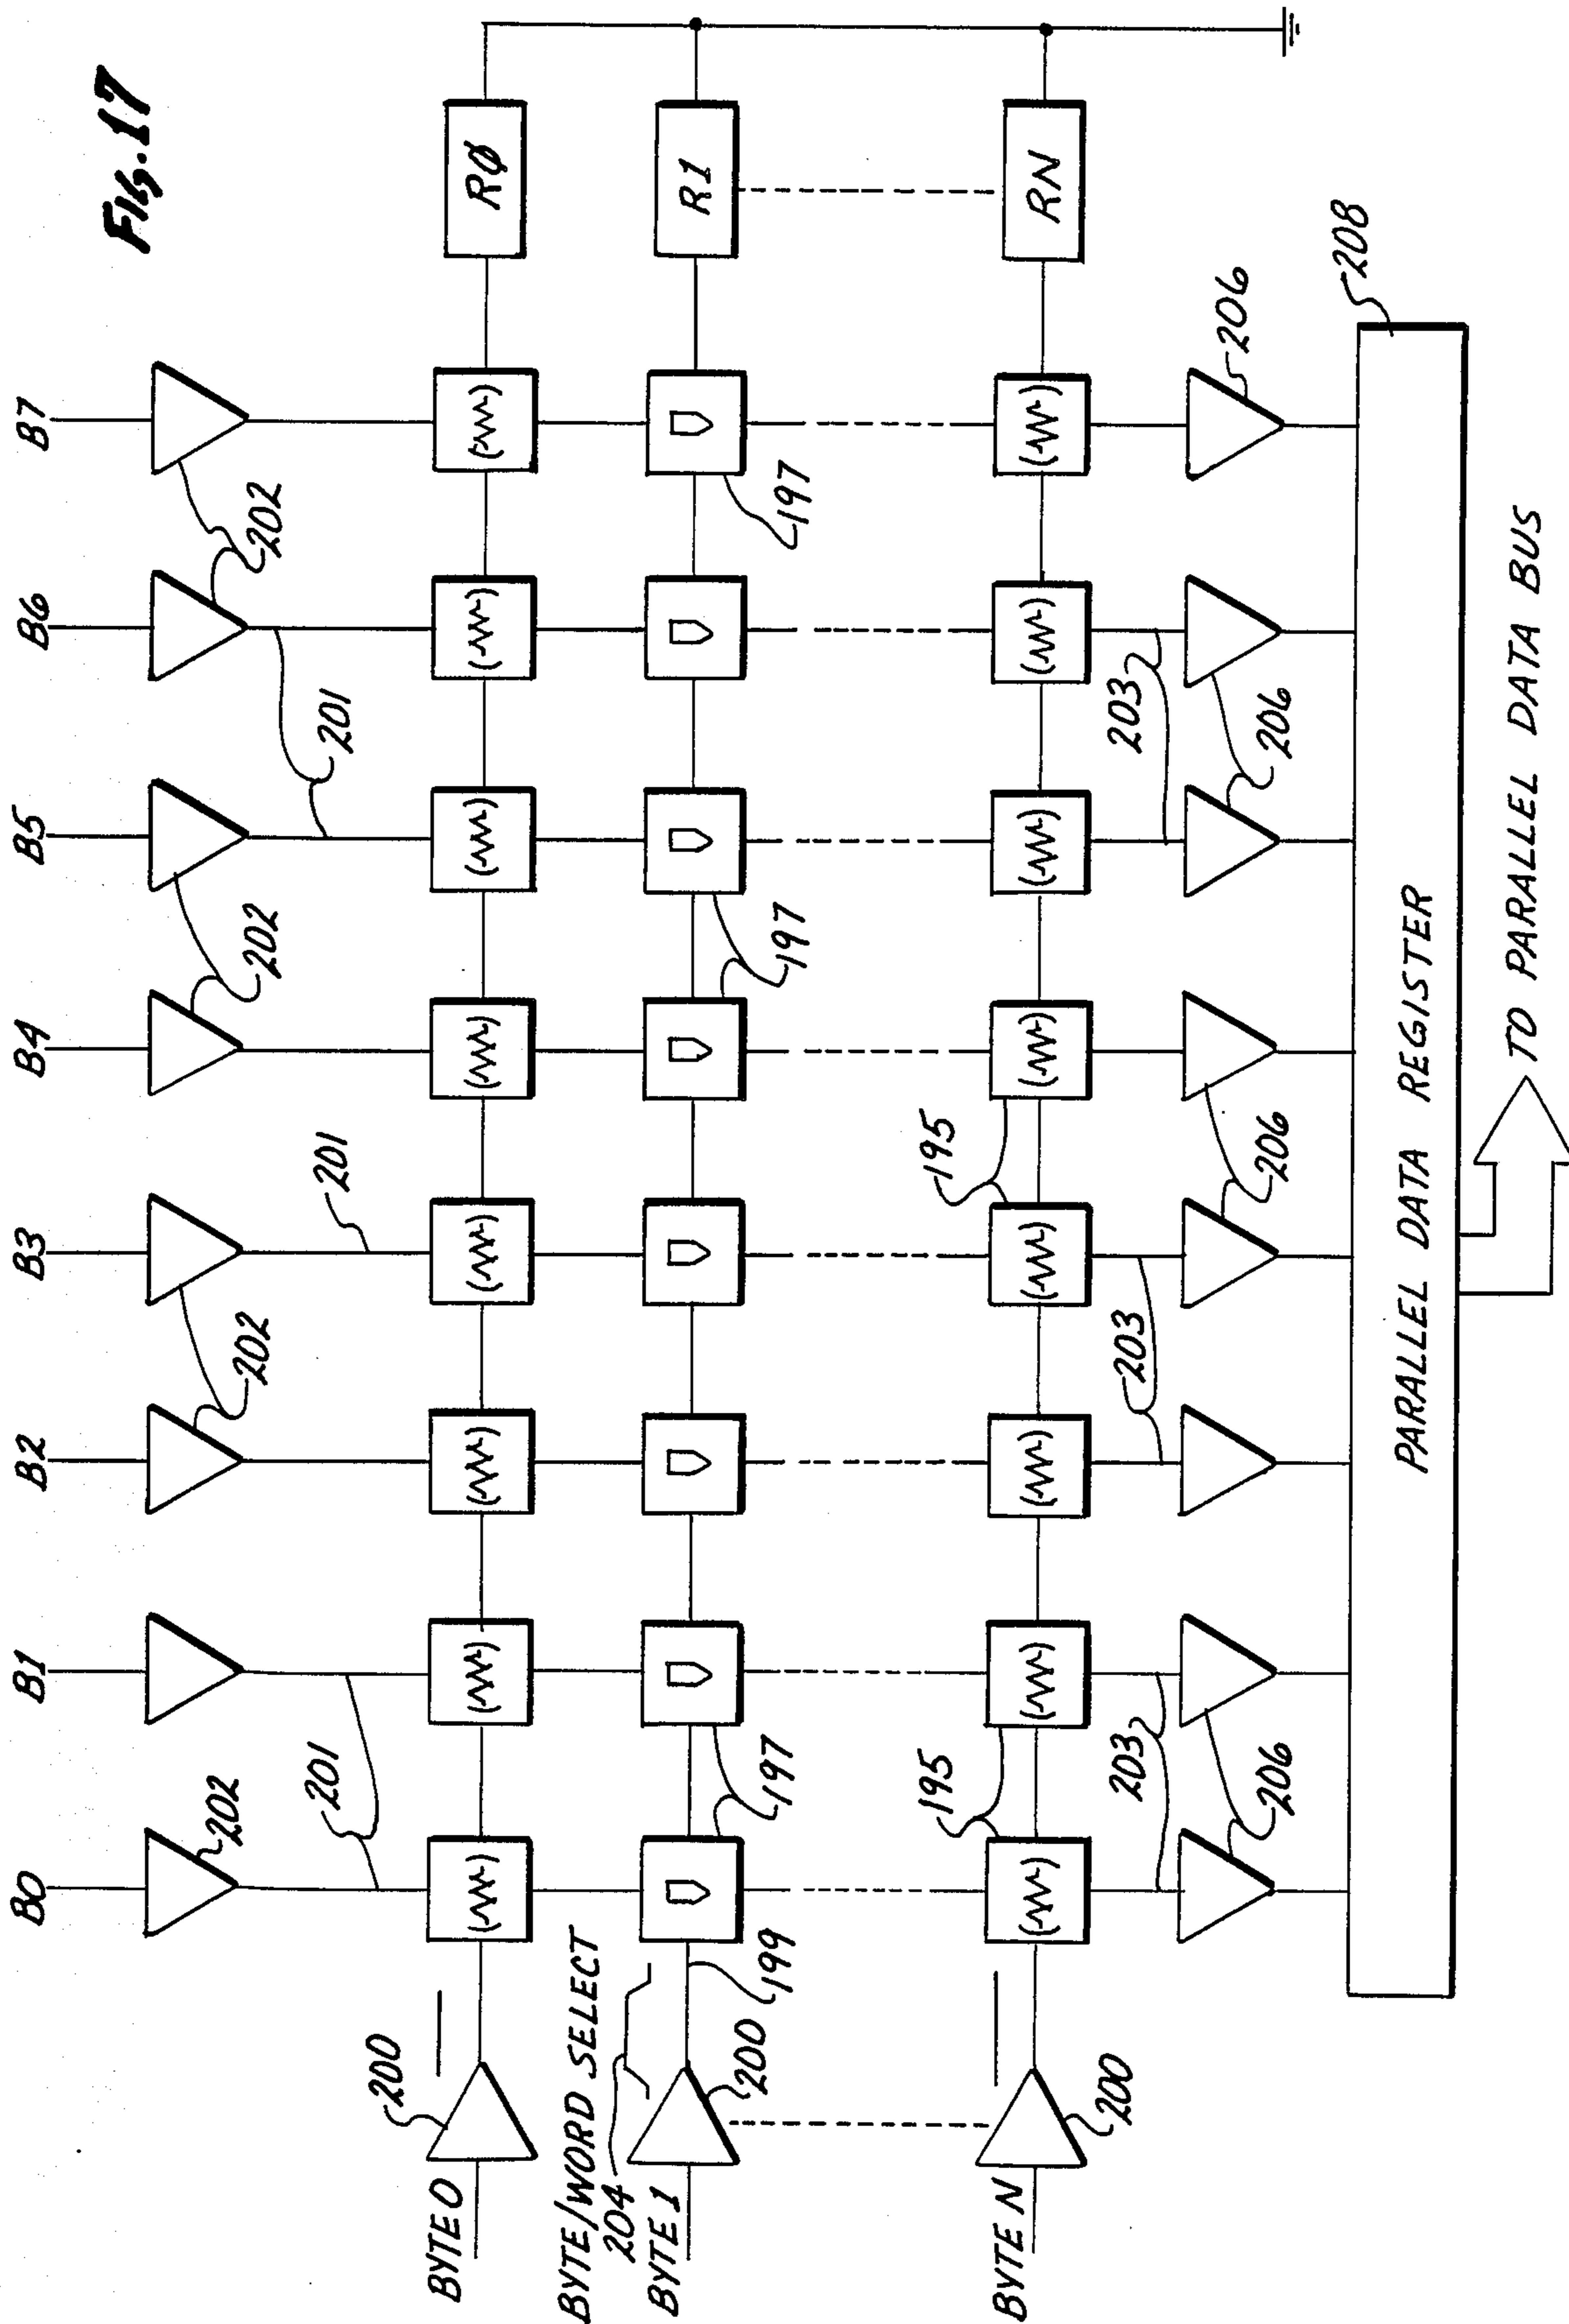 FIG.17
B0 B1 B2 B3 B4 B5 B6 B7
202 202 202 202
201 201 201
200
BYTE 0 RØ
BYTE/WORD SELECT
204
BYTE 1 R1
200 199 197 197 197
195 195
BYTE N RN
200
203 203 203
206 206 206 206
208
PARALLEL DATA REGISTER
TO PARALLEL DATA BUS